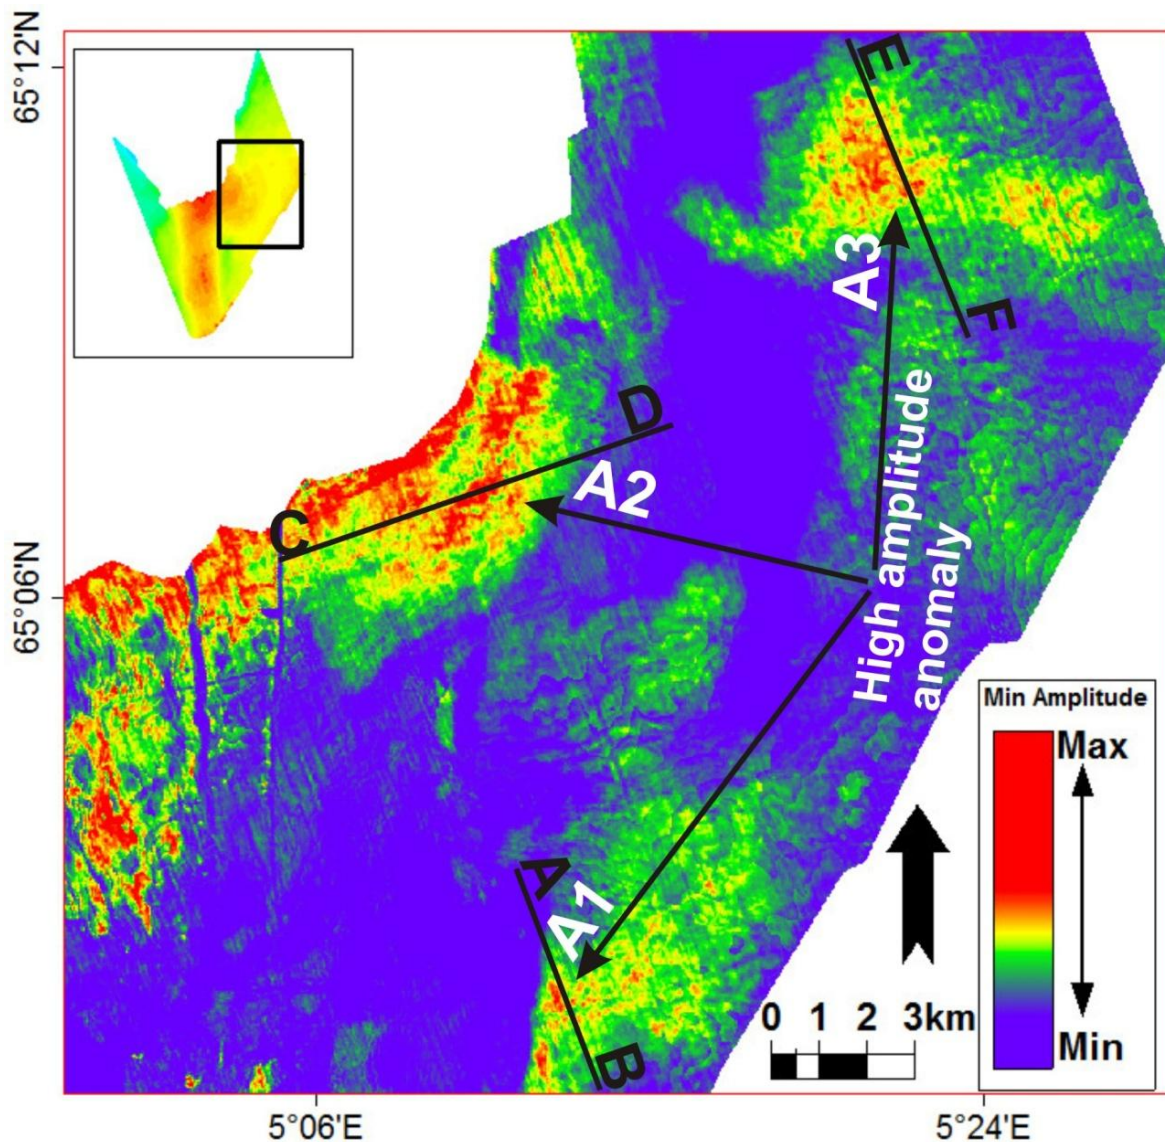 65°12'N
E
A3
F
D
A2
C
High amplitude
anomaly
65°06'N
Min Amplitude
Max
Min
A
A1
B
0 1 2 3km
5°06'E
5°24'E